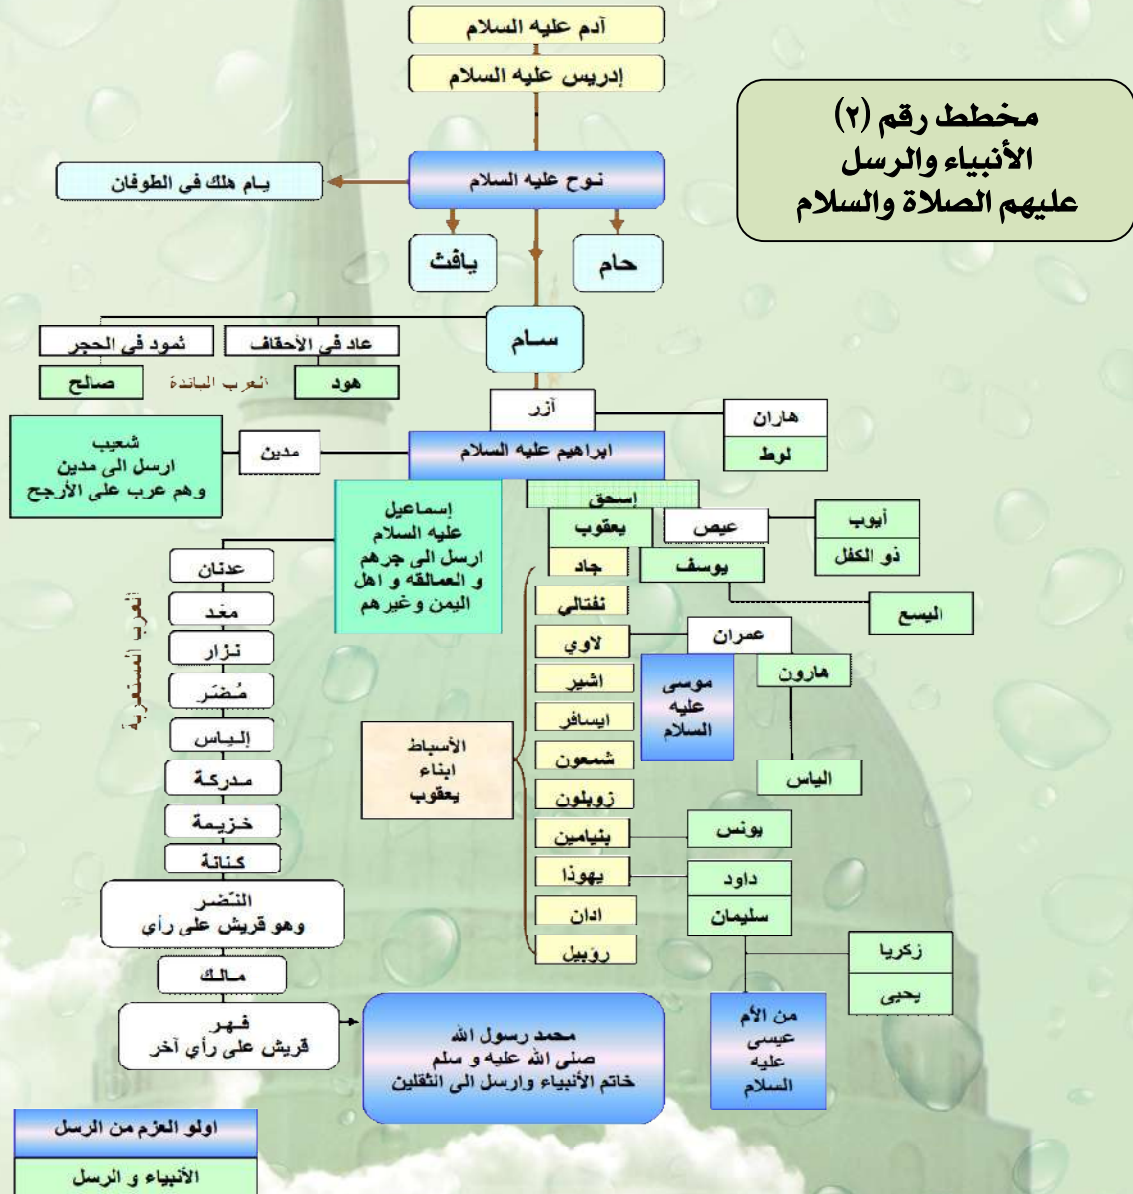 آدم عليه السلام
إدريس عليه السلام
مخطط رقم (٢)
الأنبياء والرسل
عليهم الصلاة والسلام
نوح عليه السلام
يام هلك في الطوفان
حام
يافث
سام
عاد في الأحقاف
ثمود في الحجر
هود
العرب البائدة
صالح
آزر
هاران
لوط
ابراهيم عليه السلام
مدين
شعيب
ارسل الى مدين
وهم عرب على الأرجح
إسحق
إسماعيل
عليه السلام
ارسل الى جرهم
و العمالقه و اهل
اليمن وغيرهم
يعقوب
عيص
أيوب
ذو الكفل
يوسف
اليسع
جاد
نفتالي
لاوي
اشير
ايسافر
شمعون
زوبلون
بنيامين
يهوذا
ادان
رؤبيل
الأسباط
ابناء
يعقوب
عمران
موسى
عليه
السلام
هارون
الياس
يونس
داود
سليمان
زكريا
يحيى
من الأم
عيسى
عليه
السلام
العرب المستعربة
عدنان
معد
نزار
مُضَر
إلياس
مدركة
خزيمة
كنانة
النّضر
وهو قريش على رأي
مالك
فهر
قريش على رأي آخر
محمد رسول الله
صلى الله عليه و سلم
خاتم الأنبياء وارسل الى الثقلين
اولو العزم من الرسل
الأنبياء و الرسل